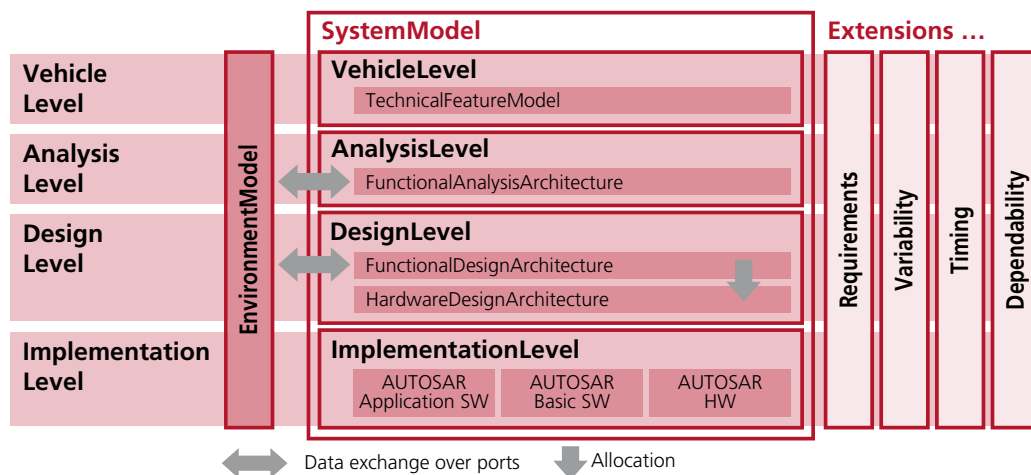 SystemModel
Extensions ...
Vehicle
Level
Analysis
Level
Design
Level
Implementation
Level
EnvironmentModel
VehicleLevel
TechnicalFeatureModel
AnalysisLevel
FunctionalAnalysisArchitecture
DesignLevel
FunctionalDesignArchitecture
HardwareDesignArchitecture
ImplementationLevel
AUTOSAR
Application SW
AUTOSAR
Basic SW
AUTOSAR
HW
Requirements
Variability
Timing
Dependability
Data exchange over ports
Allocation